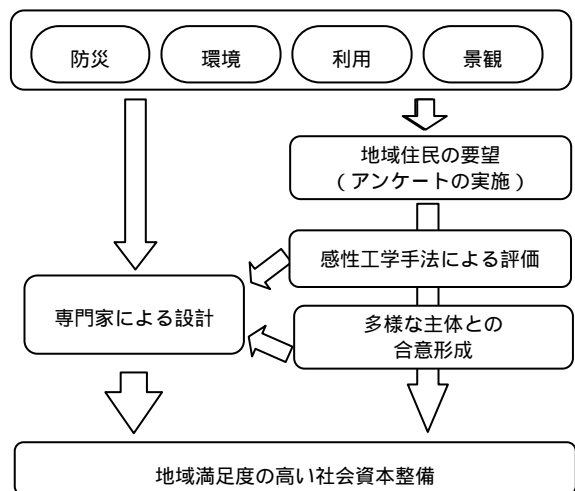 防災 環境 利用 景観
地域住民の要望
（アンケートの実施）
感性工学手法による評価
専門家による設計
多様な主体との
合意形成
地域満足度の高い社会資本整備